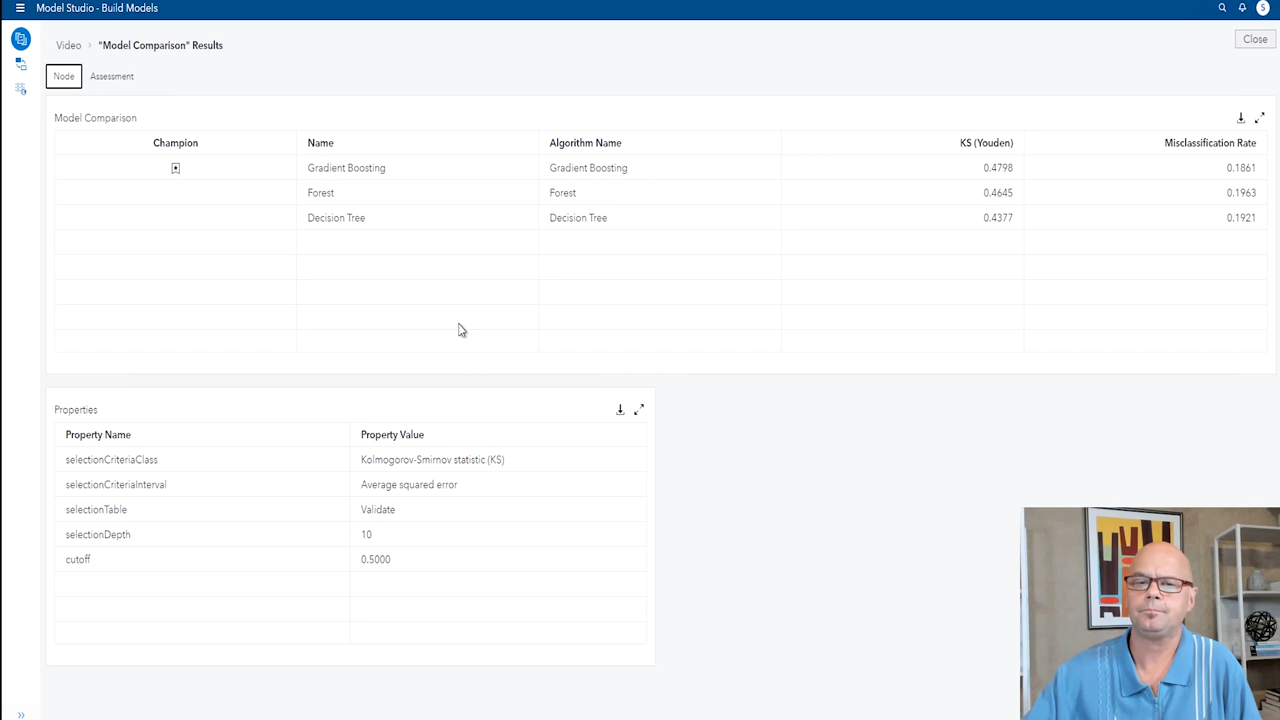 Model Studio - Build Models
S
Video > "Model Comparison" Results
Close
Node Assessment
Model Comparison
Champion Name Algorithm Name KS (Youden) Misclassification Rate
Gradient Boosting Gradient Boosting 0.4798 0.1861
Forest Forest 0.4645 0.1963
Decision Tree Decision Tree 0.4377 0.1921
Properties
Property Name Property Value
selectionCriteriaClass Kolmogorov-Smirnov statistic (KS)
selectionCriteriaInterval Average squared error
selectionTable Validate
selectionDepth 10
cutoff 0.5000